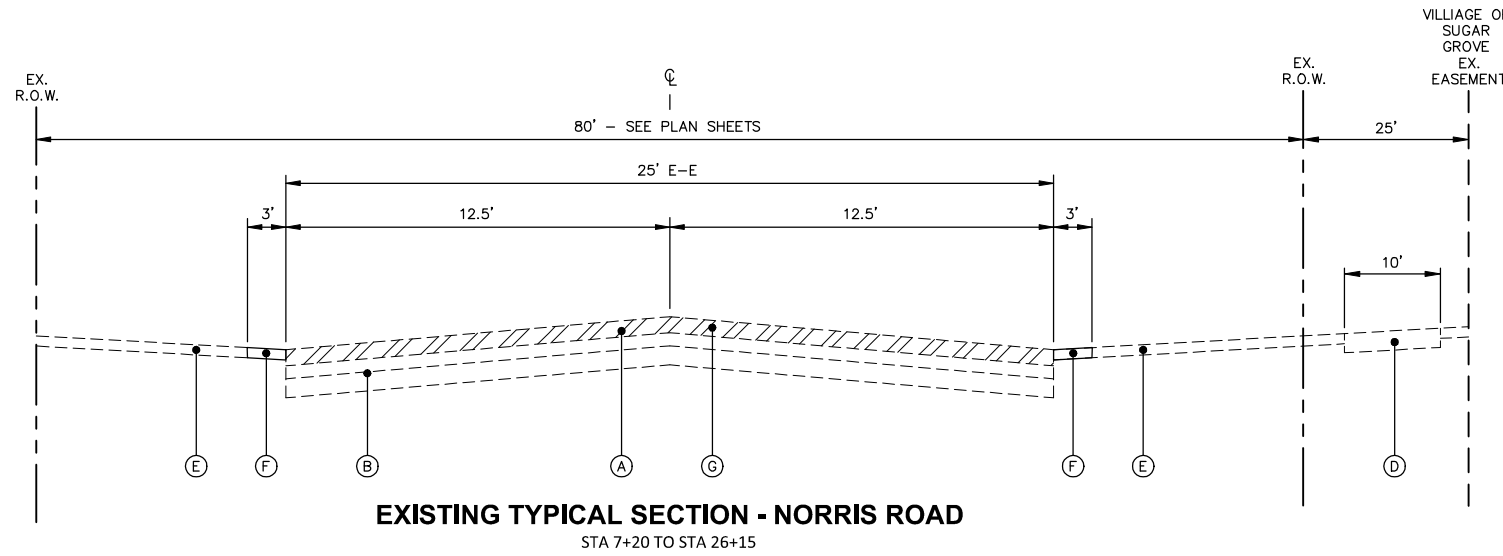 VILLIAGE O
SUGAR
GROVE
EX.
EASEMENT
EX.
R.O.W.
℄
EX.
R.O.W.
80' - SEE PLAN SHEETS
25'
25' E-E
3'
12.5'
12.5'
3'
10'
E
F
B
A
G
F
E
D
EXISTING TYPICAL SECTION - NORRIS ROAD
STA 7+20 TO STA 26+15